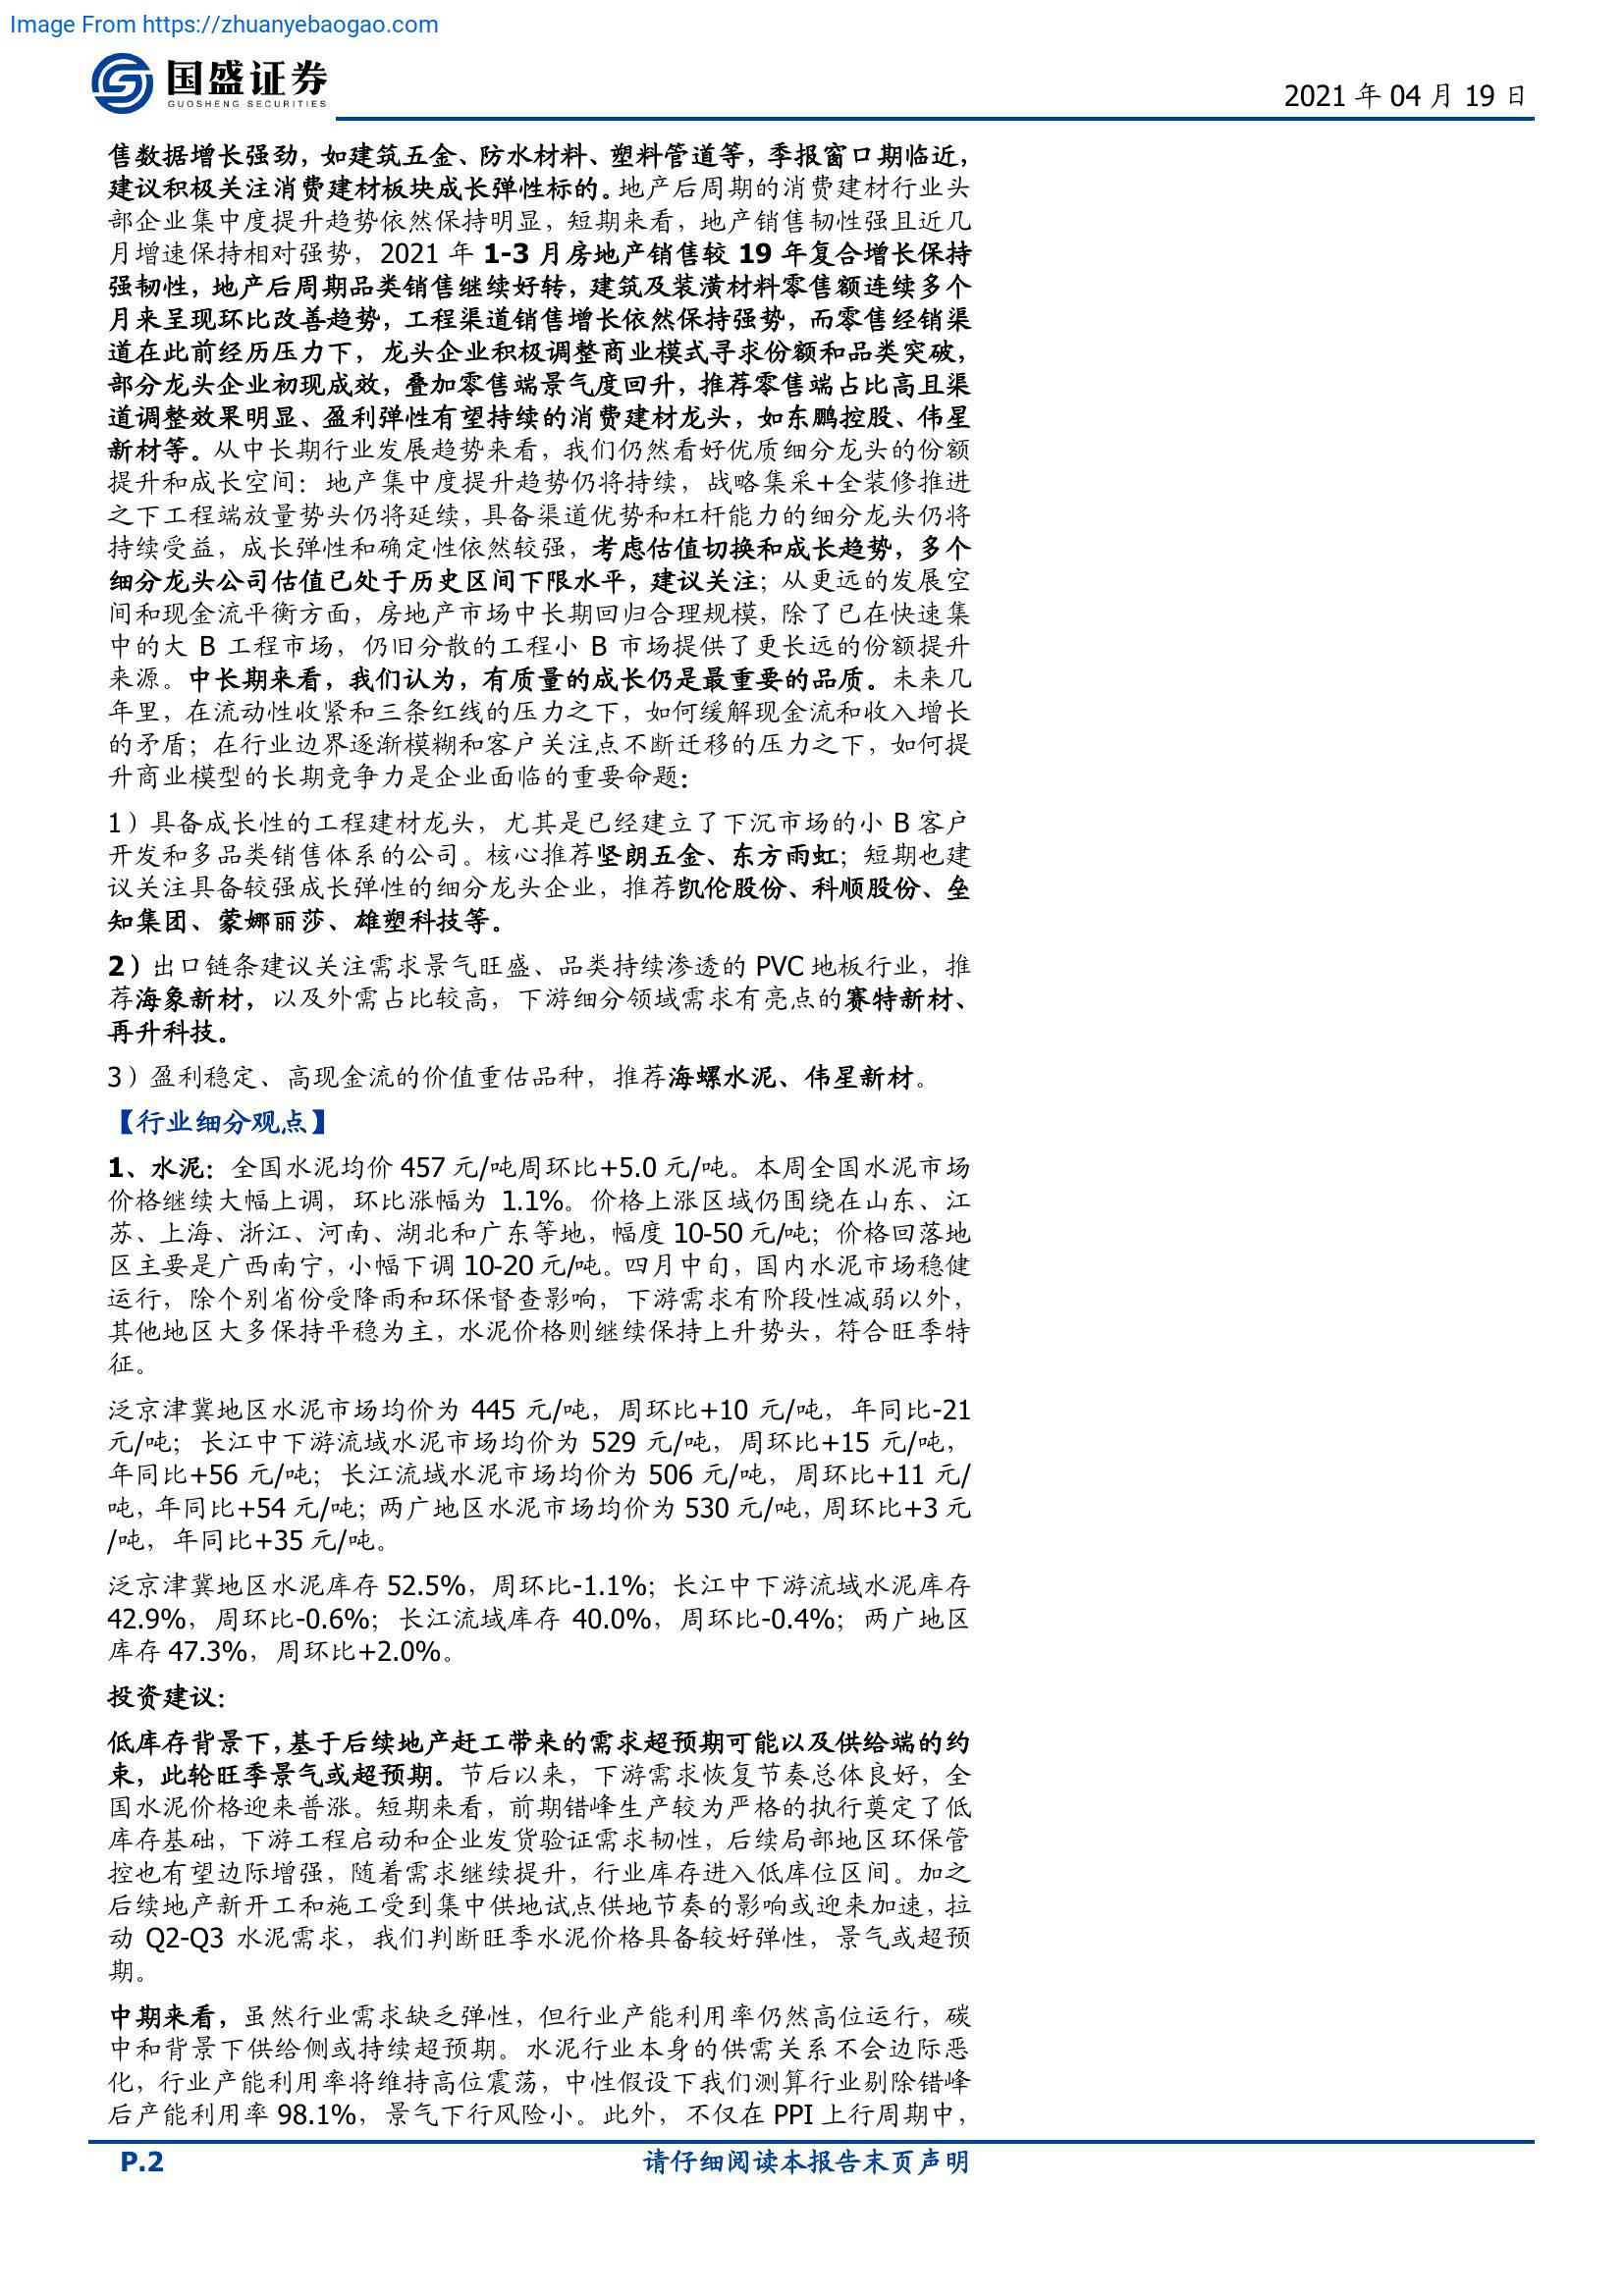 Image From https://zhuanyebaogao.com
国盛证券
GUOSHENG SECURITIES
2021 年 04 月 19 日
售数据增长强劲，如建筑五金、防水材料、塑料管道等，季报窗口期临近，
建议积极关注消费建材板块成长弹性标的。地产后周期的消费建材行业头
部企业集中度提升趋势依然保持明显，短期来看，地产销售韧性强且近几
月增速保持相对强势，2021 年 1-3 月房地产销售较 19 年复合增长保持
强韧性，地产后周期品类销售继续好转，建筑及装潢材料零售额连续多个
月来呈现环比改善趋势，工程渠道销售增长依然保持强势，而零售经销渠
道在此前经历压力下，龙头企业积极调整商业模式寻求份额和品类突破，
部分龙头企业初现成效，叠加零售端景气度回升，推荐零售端占比高且渠
道调整效果明显、盈利弹性有望持续的消费建材龙头，如东鹏控股、伟星
新材等。从中长期行业发展趋势来看，我们仍然看好优质细分龙头的份额
提升和成长空间：地产集中度提升趋势仍将持续，战略集采+全装修推进
之下工程端放量势头仍将延续，具备渠道优势和杠杆能力的细分龙头仍将
持续受益，成长弹性和确定性依然较强，考虑估值切换和成长趋势，多个
细分龙头公司估值已处于历史区间下限水平，建议关注；从更远的发展空
间和现金流平衡方面，房地产市场中长期回归合理规模，除了已在快速集
中的大 B 工程市场，仍旧分散的工程小 B 市场提供了更长远的份额提升
来源。中长期来看，我们认为，有质量的成长仍是最重要的品质。未来几
年里，在流动性收紧和三条红线的压力之下，如何缓解现金流和收入增长
的矛盾；在行业边界逐渐模糊和客户关注点不断迁移的压力之下，如何提
升商业模型的长期竞争力是企业面临的重要命题：
1）具备成长性的工程建材龙头，尤其是已经建立了下沉市场的小 B 客户
开发和多品类销售体系的公司。核心推荐坚朗五金、东方雨虹；短期也建
议关注具备较强成长弹性的细分龙头企业，推荐凯伦股份、科顺股份、垒
知集团、蒙娜丽莎、雄塑科技等。
2）出口链条建议关注需求景气旺盛、品类持续渗透的 PVC 地板行业，推
荐海象新材，以及外需占比较高，下游细分领域需求有亮点的赛特新材、
再升科技。
3）盈利稳定、高现金流的价值重估品种，推荐海螺水泥、伟星新材。
【行业细分观点】
1、水泥：全国水泥均价 457 元/吨周环比+5.0 元/吨。本周全国水泥市场
价格继续大幅上调，环比涨幅为 1.1%。价格上涨区域仍围绕在山东、江
苏、上海、浙江、河南、湖北和广东等地，幅度 10-50 元/吨；价格回落地
区主要是广西南宁，小幅下调 10-20 元/吨。四月中旬，国内水泥市场稳健
运行，除个别省份受降雨和环保督查影响，下游需求有阶段性减弱以外，
其他地区大多保持平稳为主，水泥价格则继续保持上升势头，符合旺季特
征。
泛京津冀地区水泥市场均价为 445 元/吨，周环比+10 元/吨，年同比-21
元/吨；长江中下游流域水泥市场均价为 529 元/吨，周环比+15 元/吨，
年同比+56 元/吨；长江流域水泥市场均价为 506 元/吨，周环比+11 元/
吨，年同比+54 元/吨；两广地区水泥市场均价为 530 元/吨，周环比+3 元
/吨，年同比+35 元/吨。
泛京津冀地区水泥库存 52.5%，周环比-1.1%；长江中下游流域水泥库存
42.9%，周环比-0.6%；长江流域库存 40.0%，周环比-0.4%；两广地区
库存 47.3%，周环比+2.0%。
投资建议：
低库存背景下，基于后续地产赶工带来的需求超预期可能以及供给端的约
束，此轮旺季景气或超预期。节后以来，下游需求恢复节奏总体良好，全
国水泥价格迎来普涨。短期来看，前期错峰生产较为严格的执行奠定了低
库存基础，下游工程启动和企业发货验证需求韧性，后续局部地区环保管
控也有望边际增强，随着需求继续提升，行业库存进入低库位区间。加之
后续地产新开工和施工受到集中供地试点供地节奏的影响或迎来加速，拉
动 Q2-Q3 水泥需求，我们判断旺季水泥价格具备较好弹性，景气或超预
期。
中期来看，虽然行业需求缺乏弹性，但行业产能利用率仍然高位运行，碳
中和背景下供给侧或持续超预期。水泥行业本身的供需关系不会边际恶
化，行业产能利用率将维持高位震荡，中性假设下我们测算行业剔除错峰
后产能利用率 98.1%，景气下行风险小。此外，不仅在 PPI 上行周期中，
P.2
请仔细阅读本报告末页声明